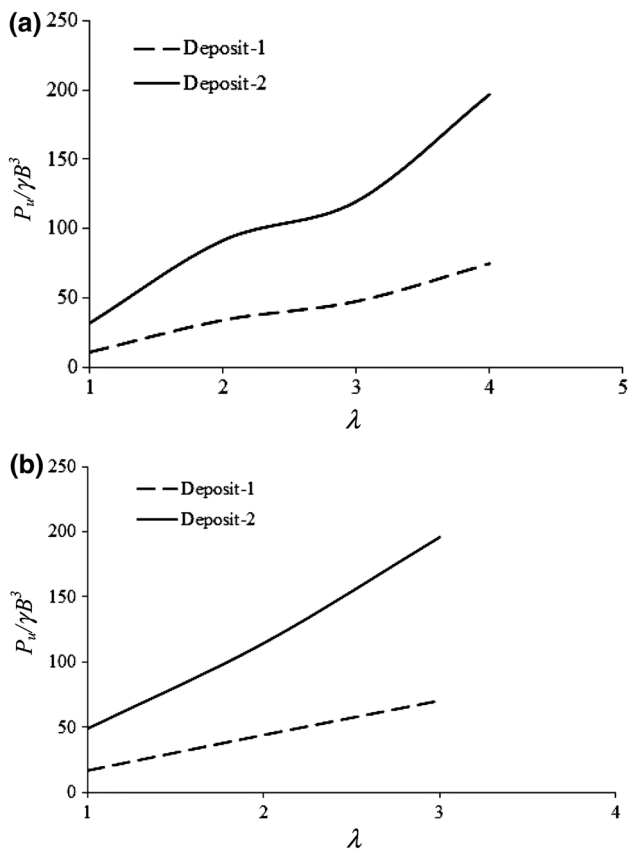 (a)
250
200
150
100
50
0
Pu/γB³
Deposit-1
Deposit-2
1 2 3 4 5
λ
(b)
250
200
150
100
50
0
Pu/γB³
Deposit-1
Deposit-2
1 2 3 4
λ